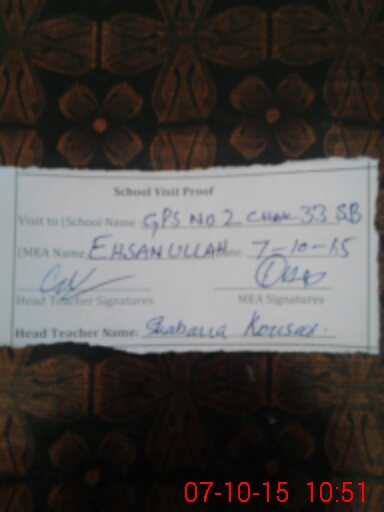 School Visit Proof
Visit to (School Name GPS NO 2 CHAK 33 SB
(MEA Name EHSANULLAH Date: 7-10-15
Head Teacher Signatures MEA Signatures
Head Teacher Name: Shabana Kousar.
07-10-15 10:51